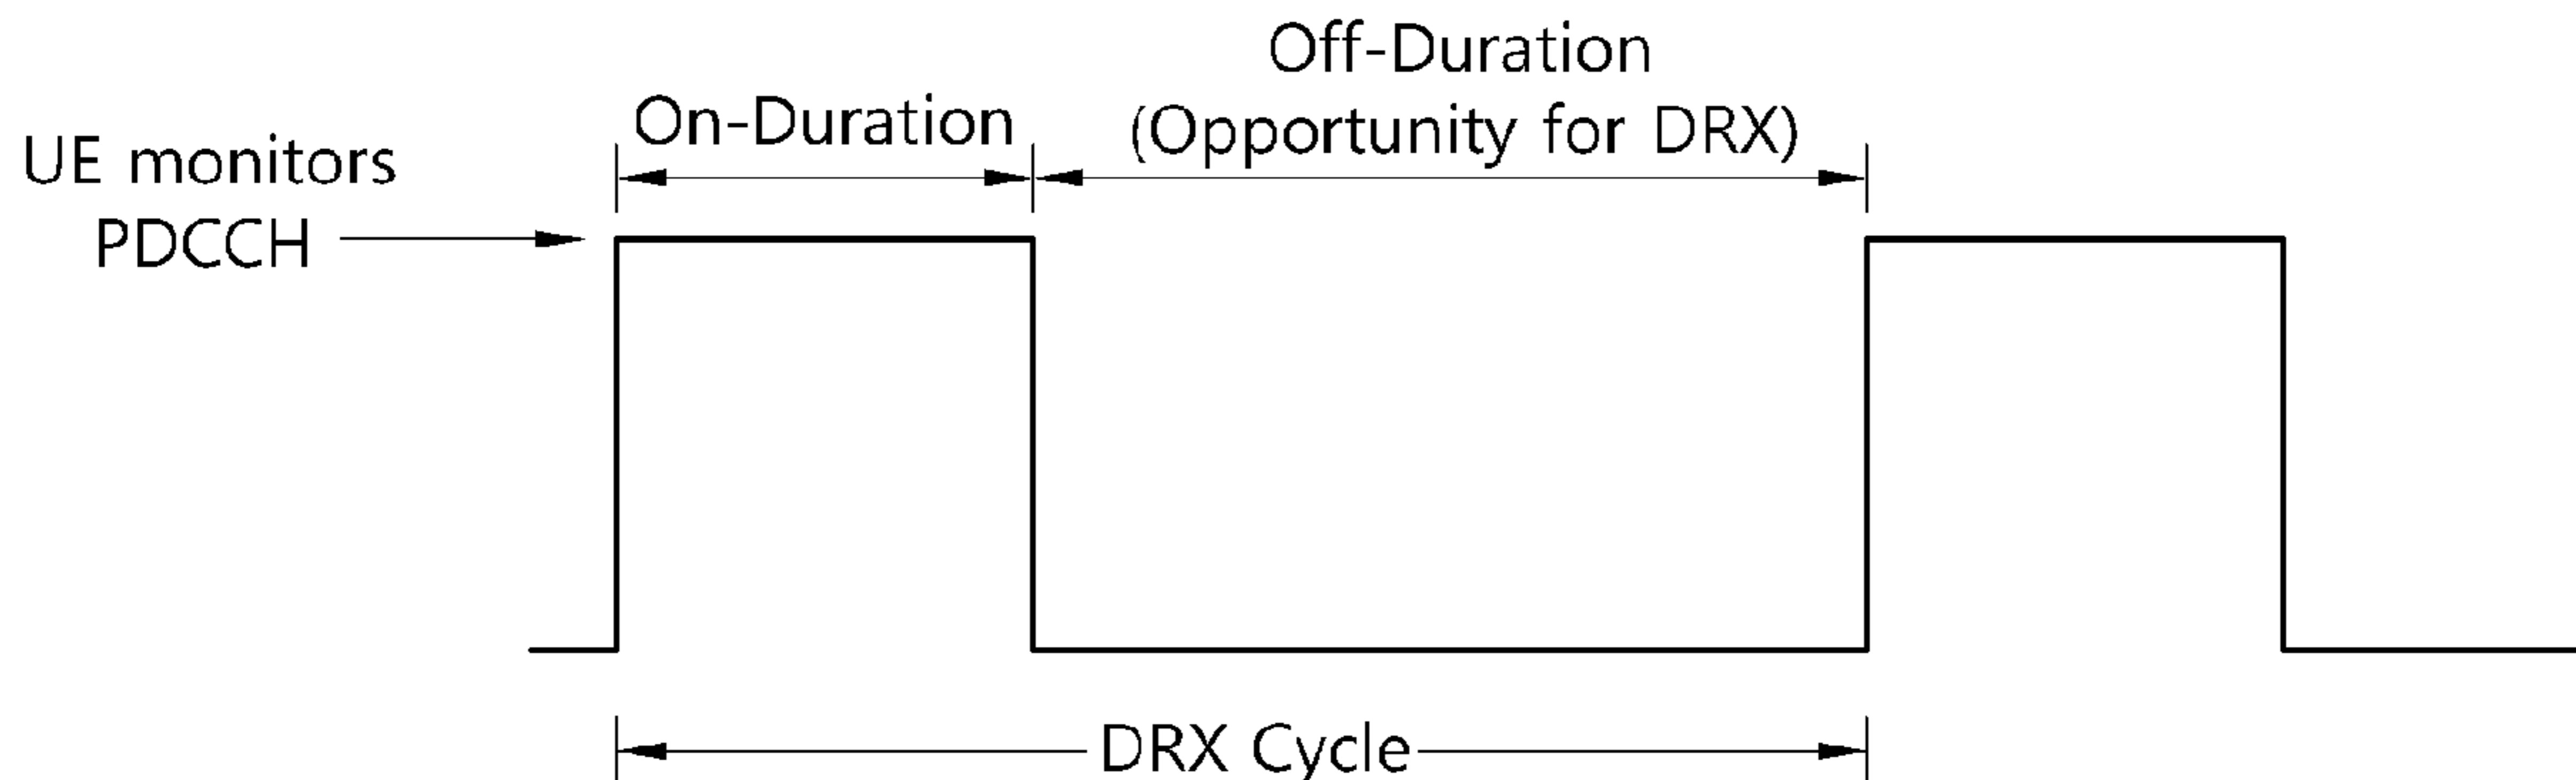 Off-Duration
On-Duration
(Opportunity for DRX)
UE monitors
PDCCH
DRX Cycle